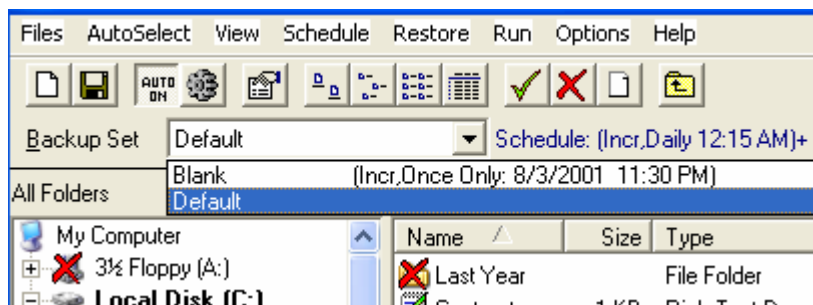 Files AutoSelect View Schedule Restore Run Options Help
AUTO
ON
Backup Set Default Schedule: (Incr,Daily 12:15 AM)+
Blank (Incr,Once Only: 8/3/2001 11:30 PM)
All Folders
Default
My Computer Name Size Type
3½ Floppy (A:) Last Year File Folder
Local Disk (C:)